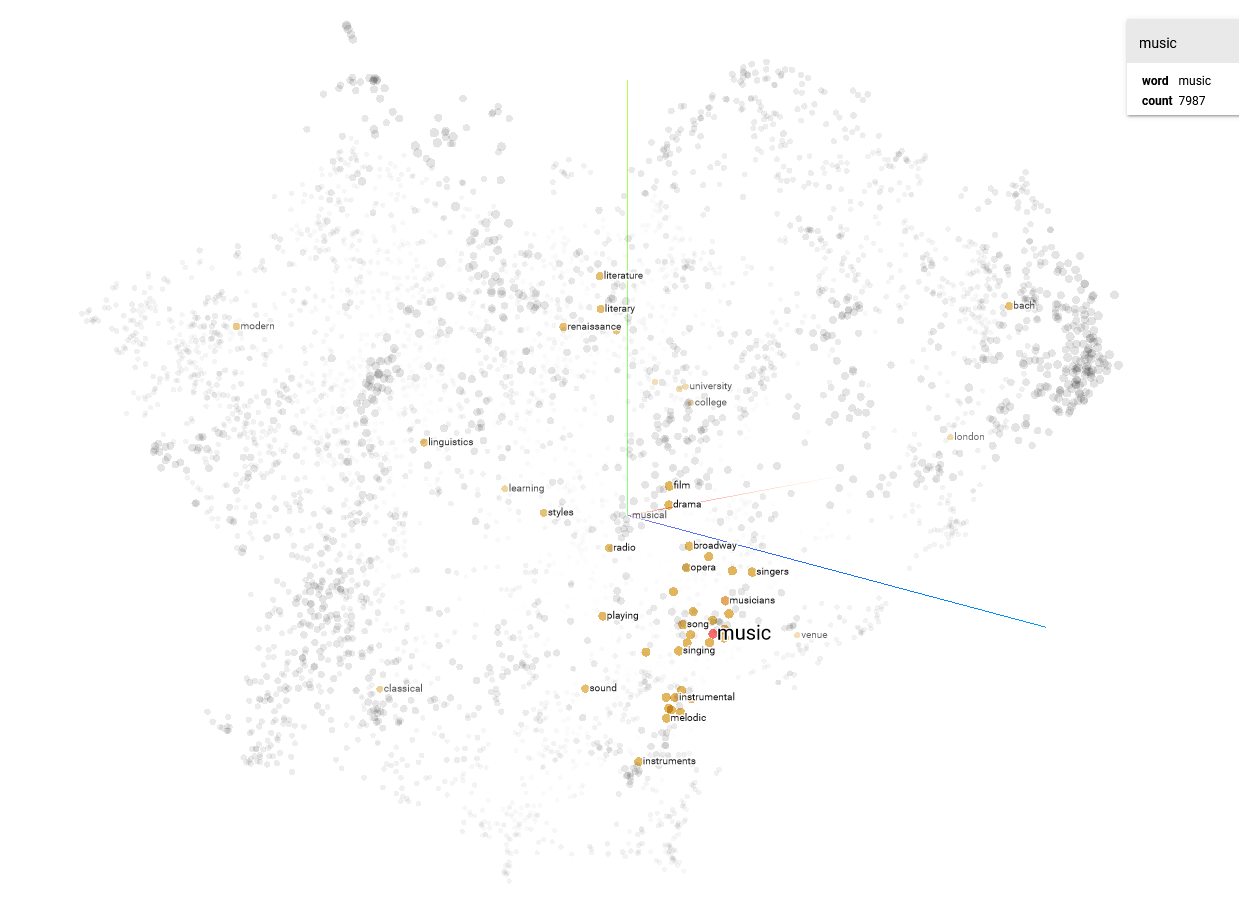 music
word music
count 7987
literature
literary
renaissance
modern
bach
university
college
london
linguistics
learning
film
styles
drama
musical
radio
broadway
opera
singers
musicians
playing
song
music
venue
singing
classical
sound
instrumental
melodic
instruments